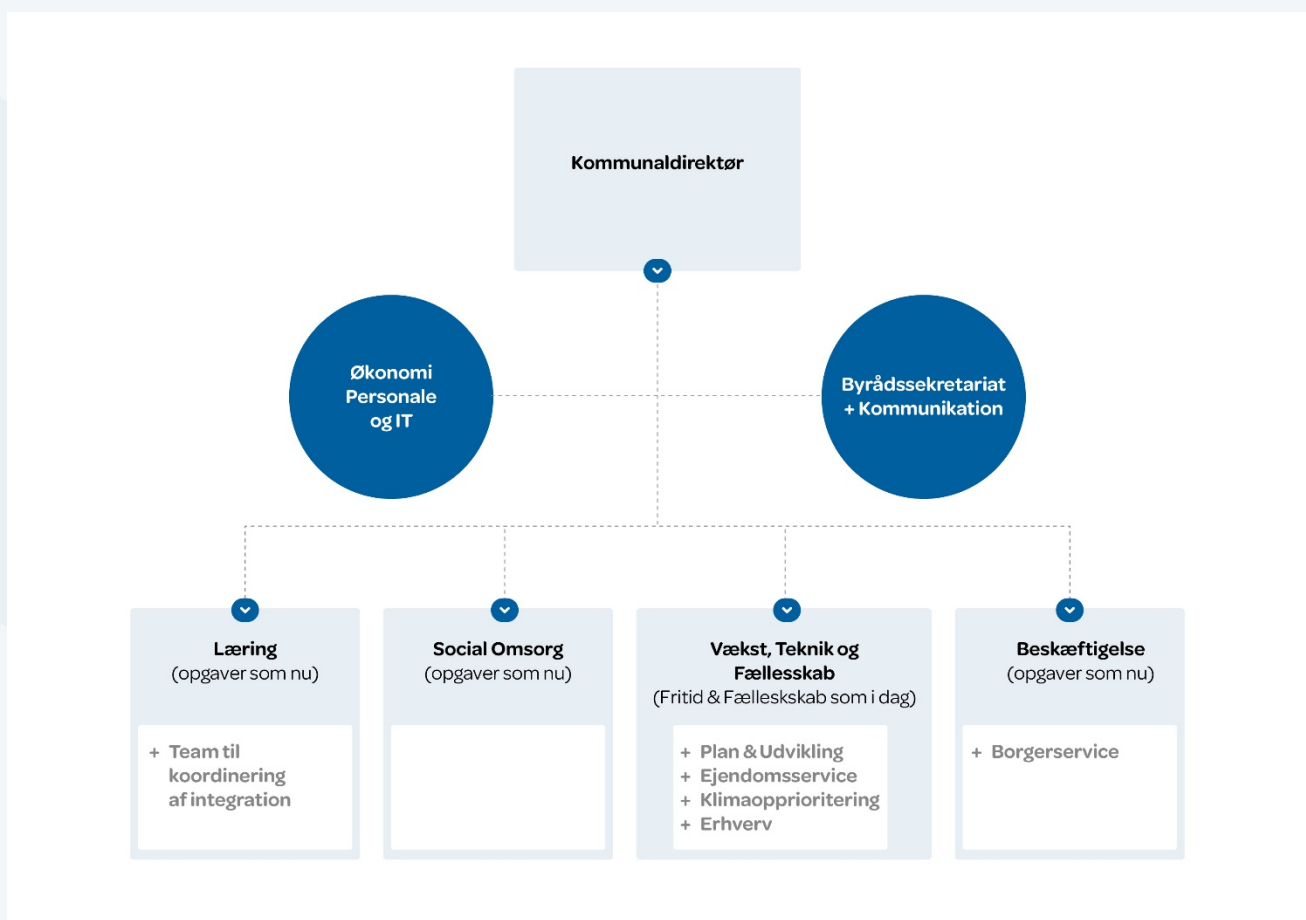 Kommunaldirektør
Økonomi
Personale
og IT
Byrådssekretariat
+ Kommunikation
Læring
(opgaver som nu)
+ Team til
koordinering
af integration
Social Omsorg
(opgaver som nu)
Vækst, Teknik og
Fællesskab
(Fritid & Fælleskskab som i dag)
+ Plan & Udvikling
+ Ejendomsservice
+ Klimaopprioritering
+ Erhverv
Beskæftigelse
(opgaver som nu)
+ Borgerservice